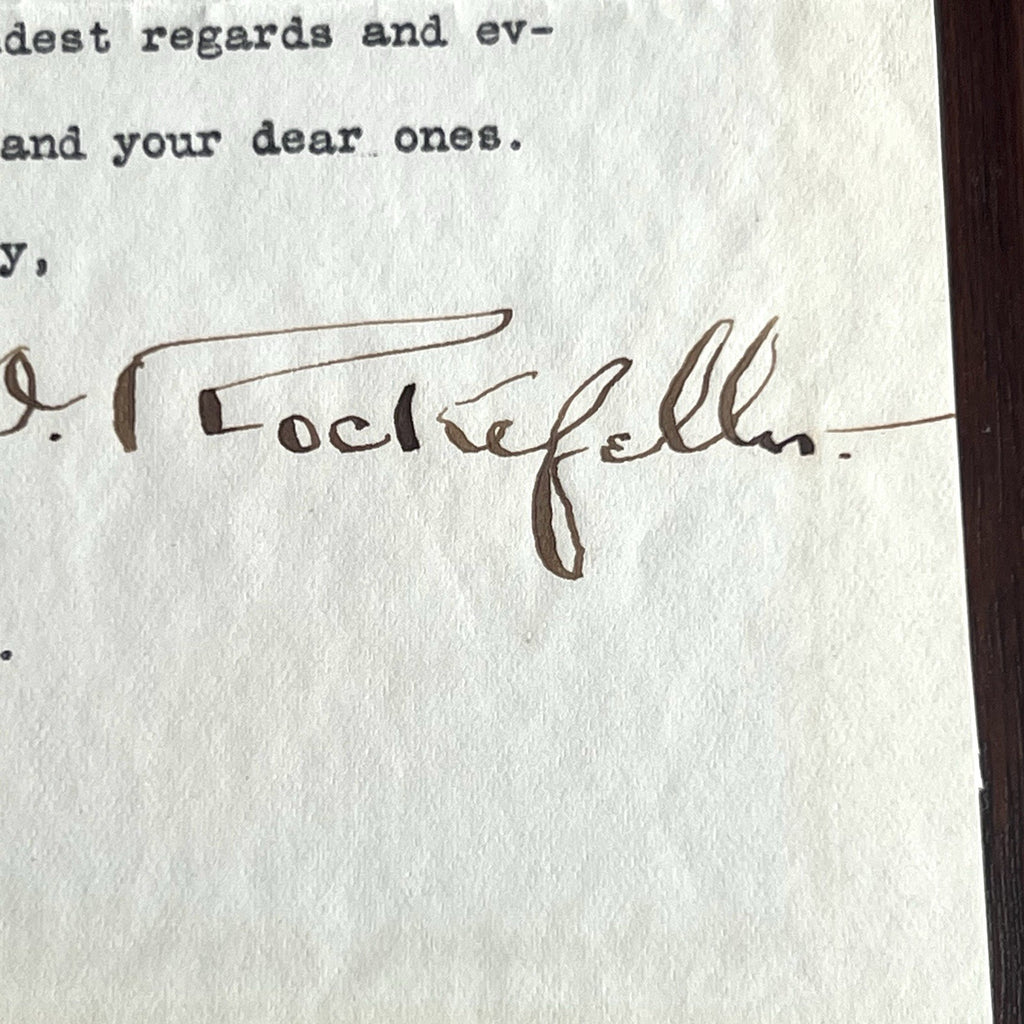 dest regards and ev-
and your dear ones.
y,
D. Rockefeller.
.